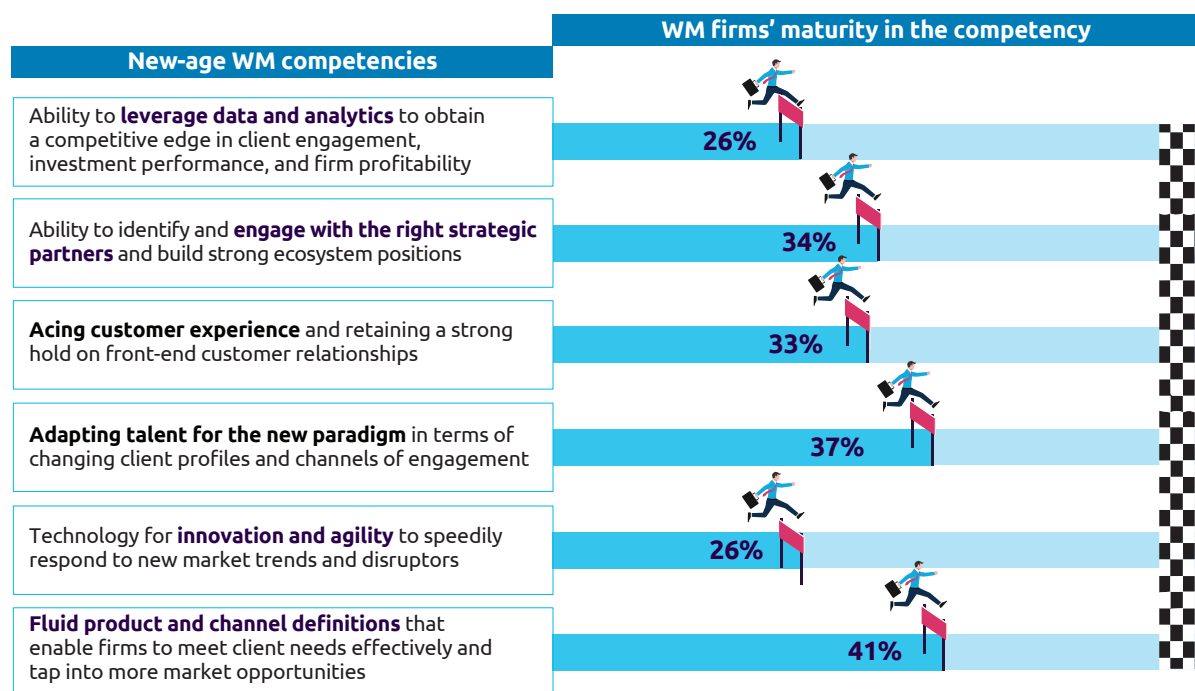 WM firms’ maturity in the competency
New-age WM competencies
Ability to leverage data and analytics to obtain
a competitive edge in client engagement,
investment performance, and firm profitability
26%
Ability to identify and engage with the right strategic
partners and build strong ecosystem positions
34%
Acing customer experience and retaining a strong
hold on front-end customer relationships
33%
Adapting talent for the new paradigm in terms of
changing client profiles and channels of engagement
37%
Technology for innovation and agility to speedily
respond to new market trends and disruptors
26%
Fluid product and channel definitions that
enable firms to meet client needs effectively and
tap into more market opportunities
41%